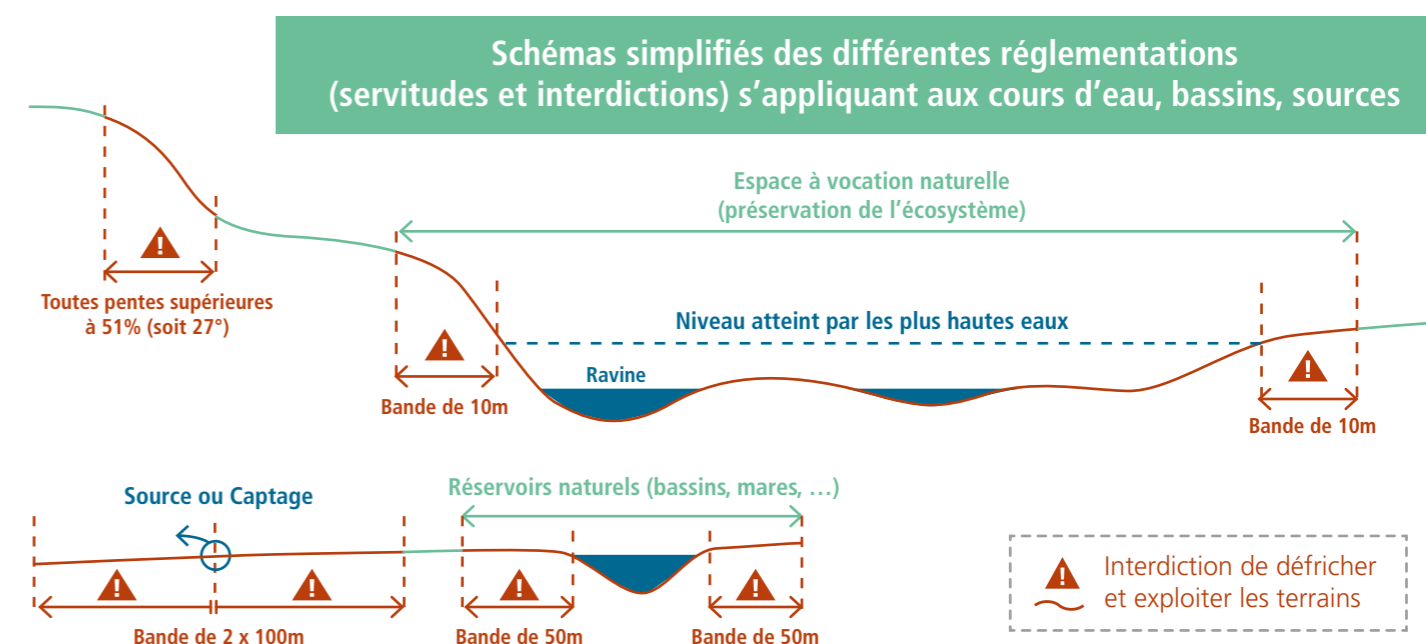 Schémas simplifiés des différentes réglementations
(servitudes et interdictions) s’appliquant aux cours d’eau, bassins, sources
Espace à vocation naturelle
(préservation de l’écosystème)
!
Toutes pentes supérieures
à 51% (soit 27°)
Niveau atteint par les plus hautes eaux
!
Ravine
!
Bande de 10m
Bande de 10m
Source ou Captage
Réservoirs naturels (bassins, mares, …)
!
!
!
!
Bande de 2 x 100m
Bande de 50m
Bande de 50m
!
Interdiction de défricher
et exploiter les terrains